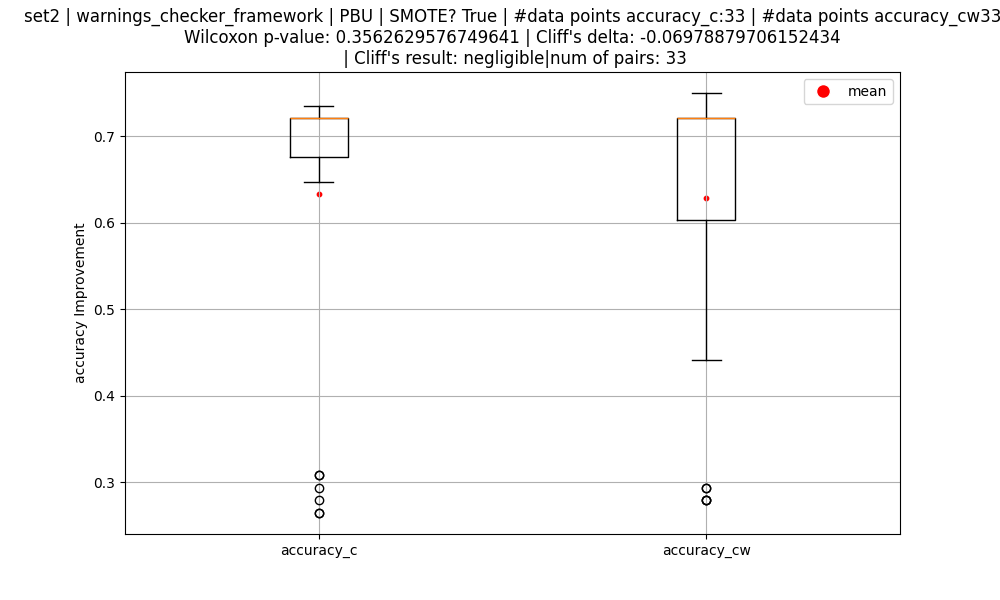 set2 | warnings_checker_framework | PBU | SMOTE? True | #data points accuracy_c:33 | #data points accuracy_cw33
Wilcoxon p-value: 0.3562629576749641 | Cliff's delta: -0.06978879706152434
| Cliff's result: negligible|num of pairs: 33
mean
0.7
0.6
0.5
0.4
0.3
accuracy Improvement
accuracy_c
accuracy_cw